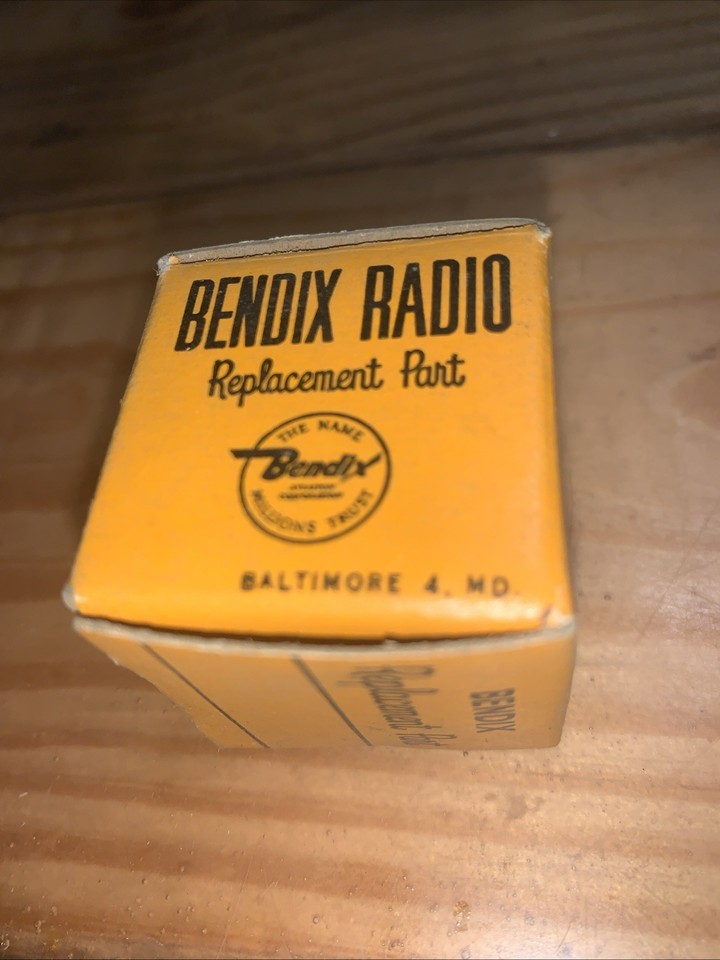 BENDIX RADIO
Replacement Part
THE NAME
Bendix
MILLIONS TRUST
BALTIMORE 4, MD.
BENDIX
Replacement Part